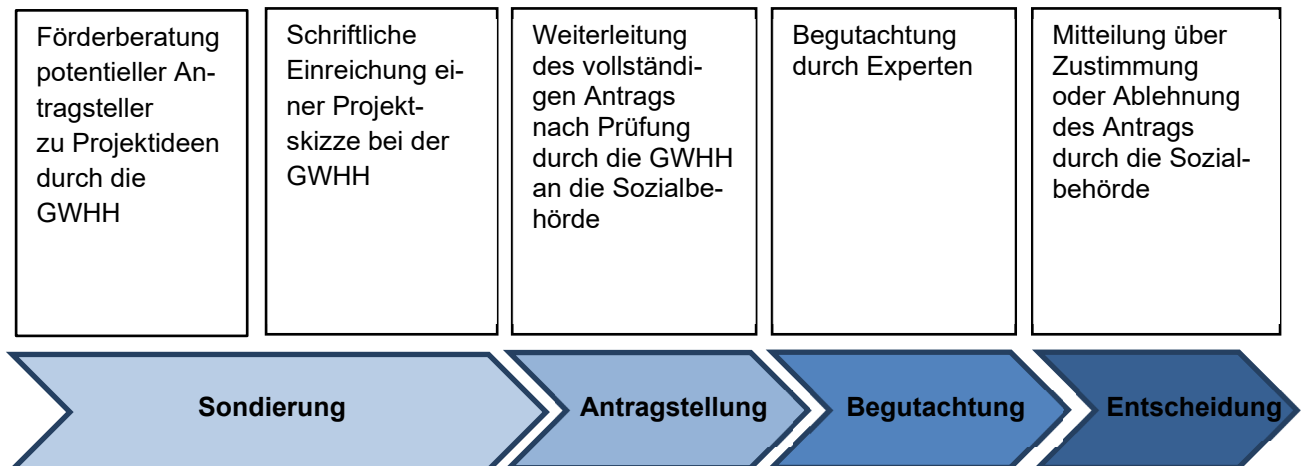 Förderberatung
potentieller An-
tragsteller
zu Projektideen
durch die
GWHH
Schriftliche
Einreichung ei-
ner Projekt-
skizze bei der
GWHH
Weiterleitung
des vollständi-
gen Antrags
nach Prüfung
durch die GWHH
an die Sozialbe-
hörde
Begutachtung
durch Experten
Mitteilung über
Zustimmung
oder Ablehnung
des Antrags
durch die Sozial-
behörde
Sondierung
Antragstellung
Begutachtung
Entscheidung